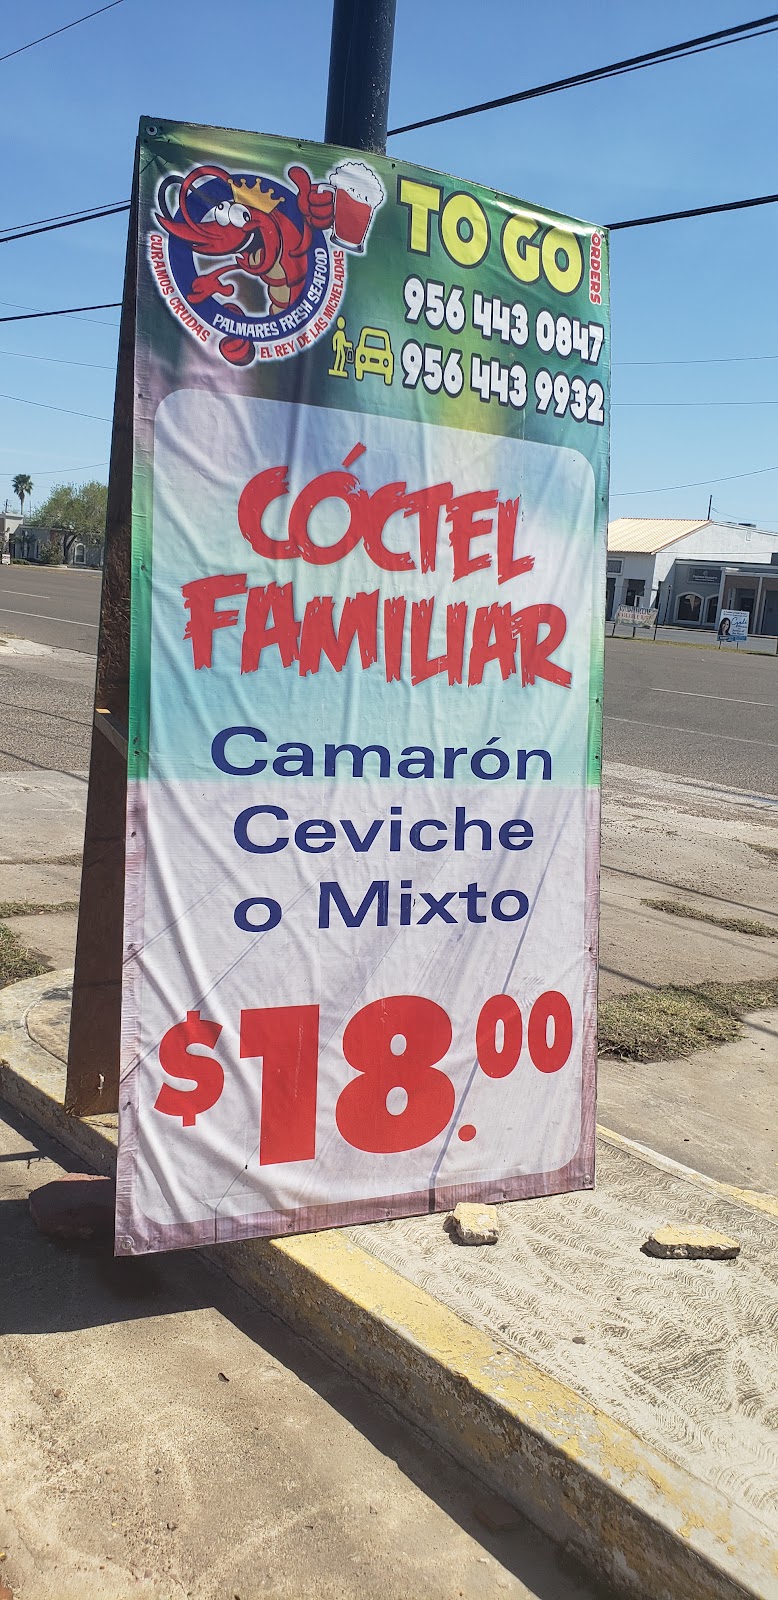 CURAMOS CRUDAS
PALMARES FRESH SEAFOOD
EL REY DE LAS MICHELADAS
TO GO
ORDERS
956 443 0847
956 443 9932
CÓCTEL
FAMILIAR
Camarón
Ceviche
o Mixto
$18.00